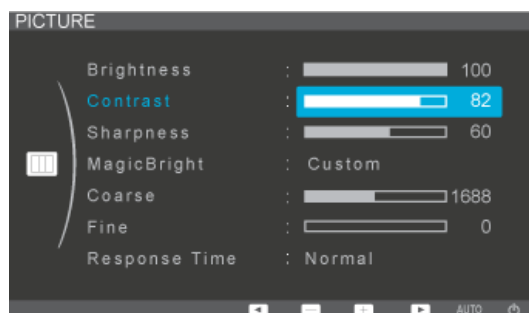 PICTURE
Brightness : 100
Contrast : 82
Sharpness : 60
MagicBright : Custom
Coarse : 1688
Fine : 0
Response Time : Normal
AUTO